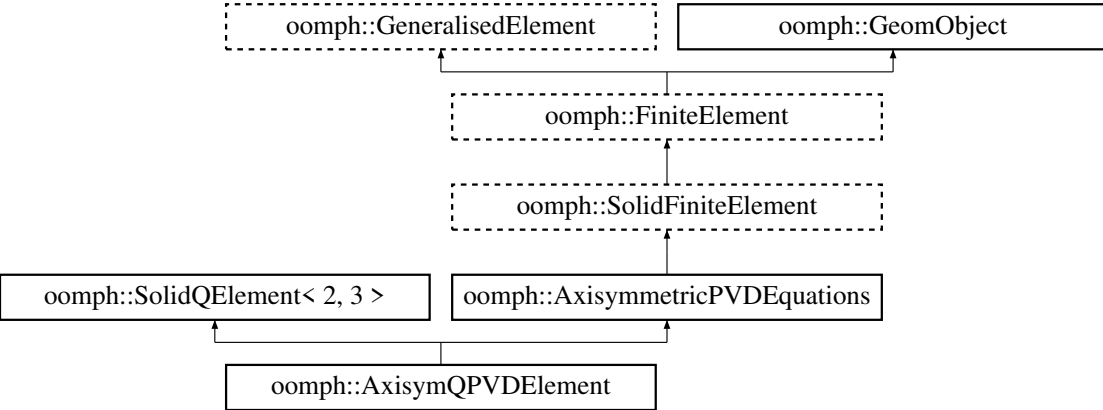 oomph::GeneralisedElement
oomph::GeomObject
oomph::FiniteElement
oomph::SolidFiniteElement
oomph::SolidQElement< 2, 3 >
oomph::AxisymmetricPVDEquations
oomph::AxisymQPVDElement